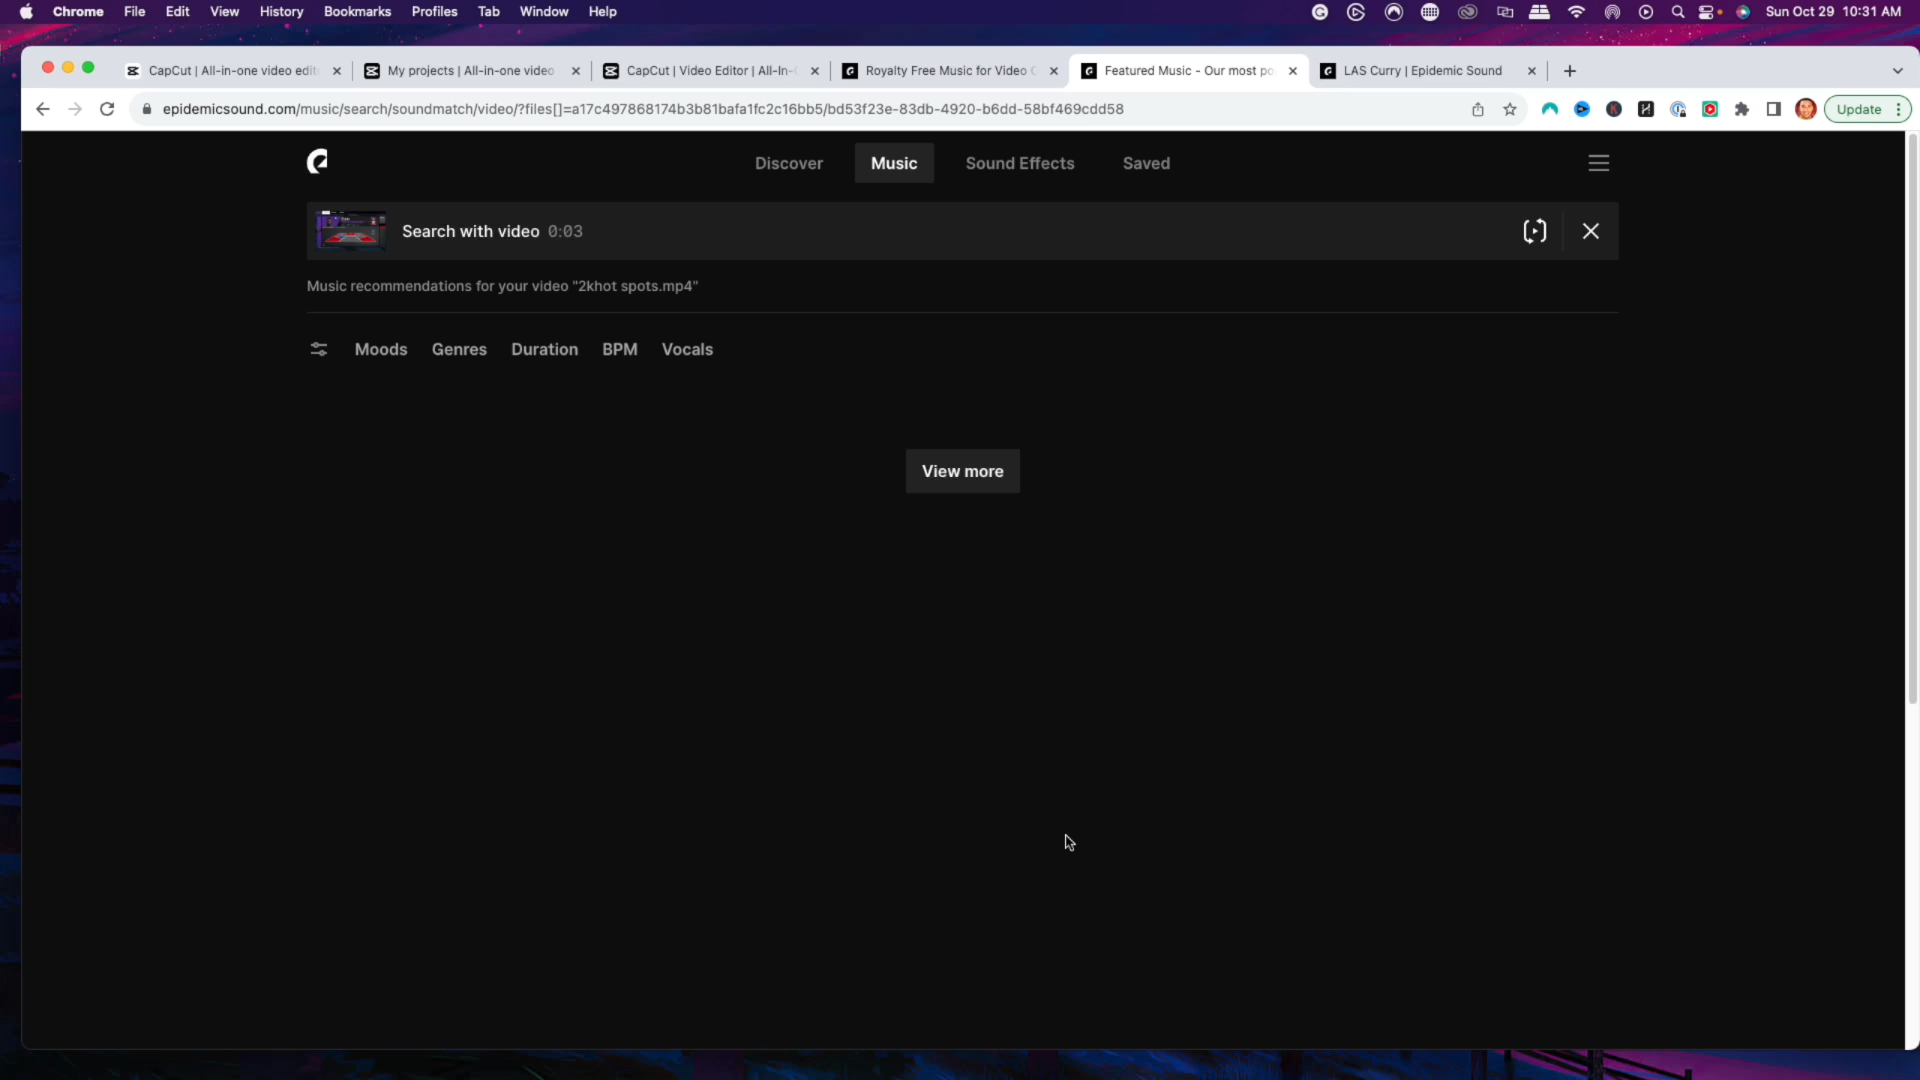 Chrome File Edit View History Bookmarks Profiles Tab Window Help Sun Oct 29 10:31 AM
CapCut | All-in-one video edit My projects | All-in-one video CapCut | Video Editor | All-In- Royalty Free Music for Video Featured Music - Our most po LAS Curry | Epidemic Sound
epidemicsound.com/music/search/soundmatch/video/?files[]=a17c497868174b3b81bafa1fc2c16bb5/bd53f23e-83db-4920-b6dd-58bf469cdd58 Update
Discover Music Sound Effects Saved
Search with video 0:03
Music recommendations for your video "2khot spots.mp4"
Moods Genres Duration BPM Vocals
View more